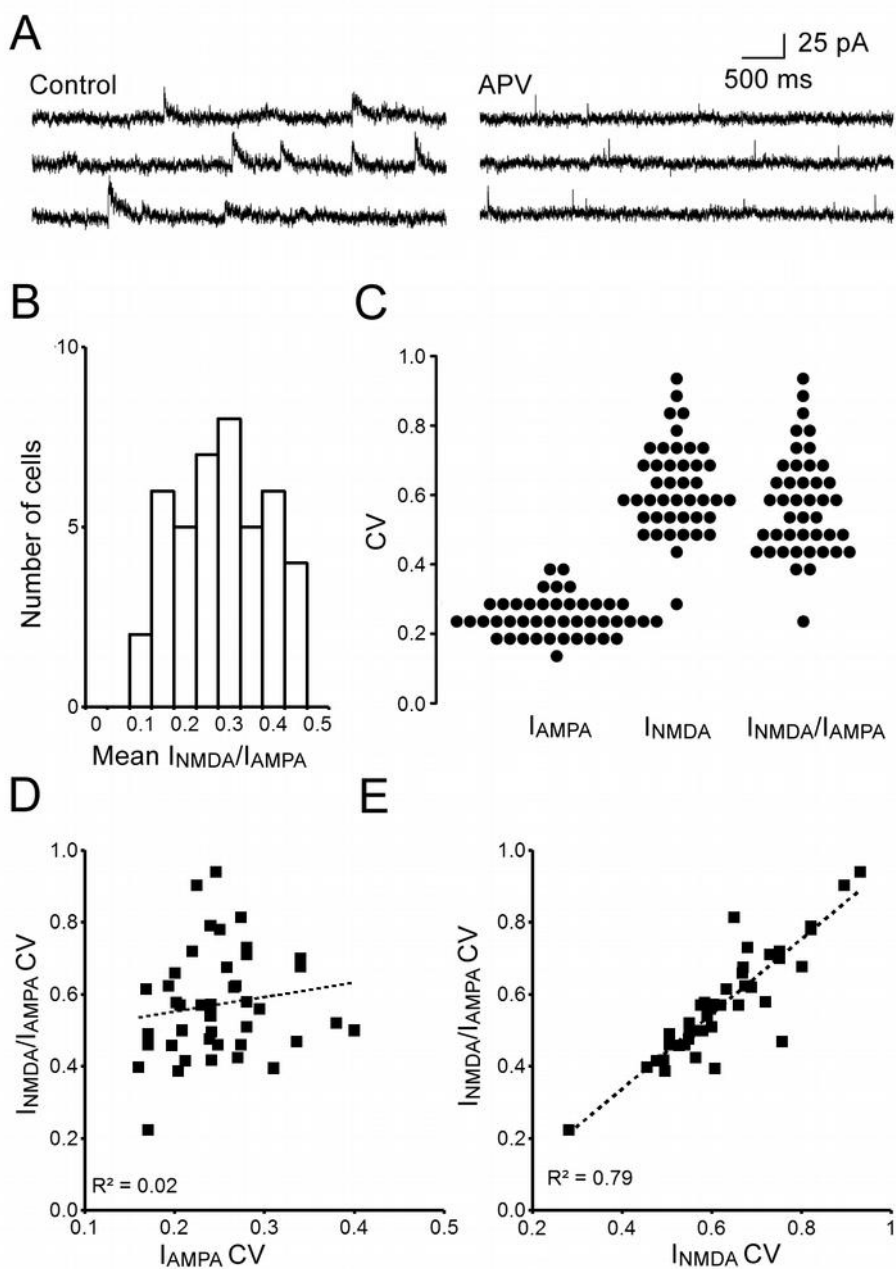 A
25 pA
500 ms
Control
APV
B
10
5
0
Number of cells
0 0.1 0.2 0.3 0.4 0.5
Mean INMDA/IAMPA
C
1.0
0.8
0.6
0.4
0.2
0.0
CV
IAMPA INMDA INMDA/IAMPA
D
1.0
0.8
0.6
0.4
0.2
0.0
INMDA/IAMPA CV
R² = 0.02
0.1 0.2 0.3 0.4 0.5
IAMPA CV
E
1.0
0.8
0.6
0.4
0.2
0.0
INMDA/IAMPA CV
R² = 0.79
0.2 0.4 0.6 0.8 1
INMDA CV